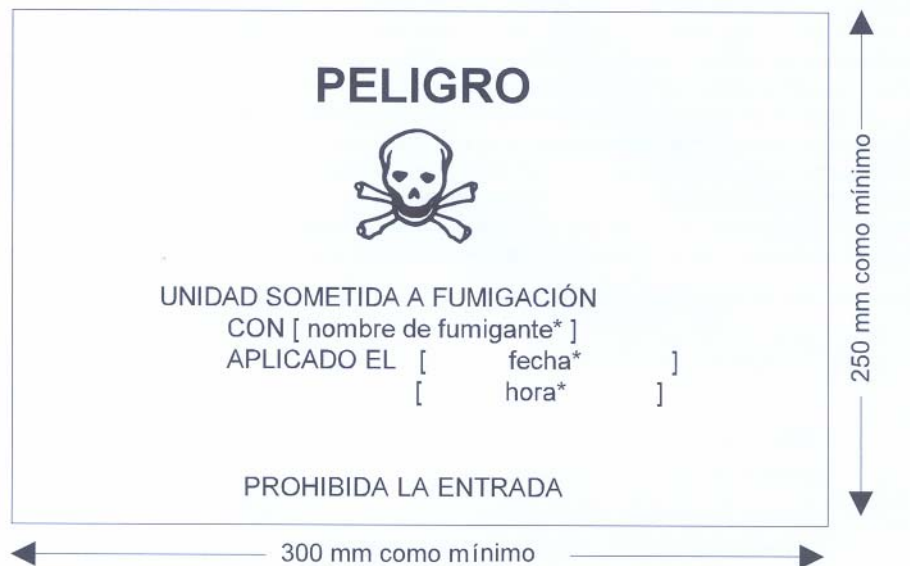 PELIGRO
UNIDAD SOMETIDA A FUMIGACIÓN
CON [ nombre de fumigante* ]
APLICADO EL [ fecha* ]
[ hora* ]
PROHIBIDA LA ENTRADA
250 mm como mínimo
300 mm como mínimo